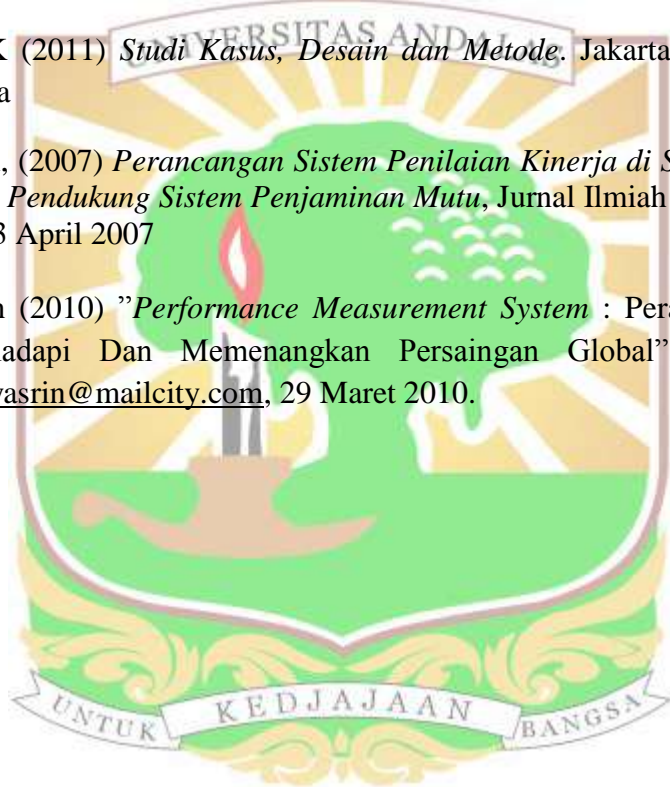 UNIVERSITAS ANDALAS
K (2011) Studi Kasus, Desain dan Metode. Jakarta
a
, (2007) Perancangan Sistem Penilaian Kinerja di S
Pendukung Sistem Penjaminan Mutu, Jurnal Ilmiah
3 April 2007
n (2010) ”Performance Measurement System : Pera
adapi Dan Memenangkan Persaingan Global”
asrin@mailcity.com, 29 Maret 2010.
UNTUK KEDJAJAAN BANGSA